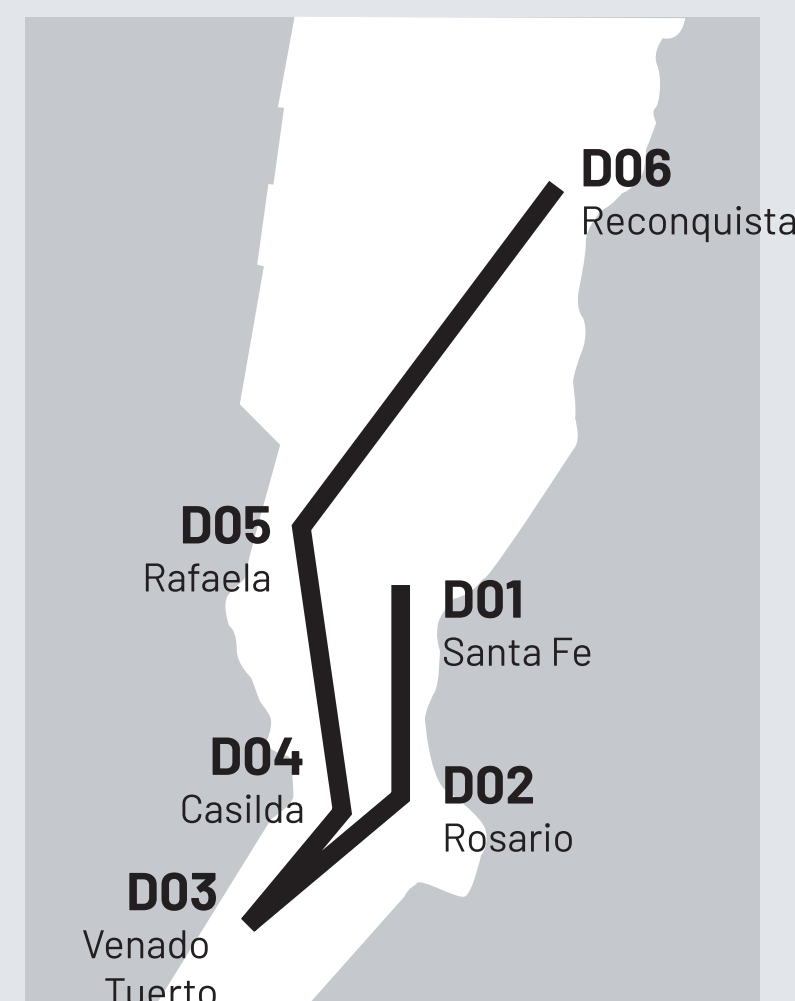 D06
Reconquista
D05
Rafaela
D01
Santa Fe
D04
Casilda
D02
Rosario
D03
Venado
Tuerto